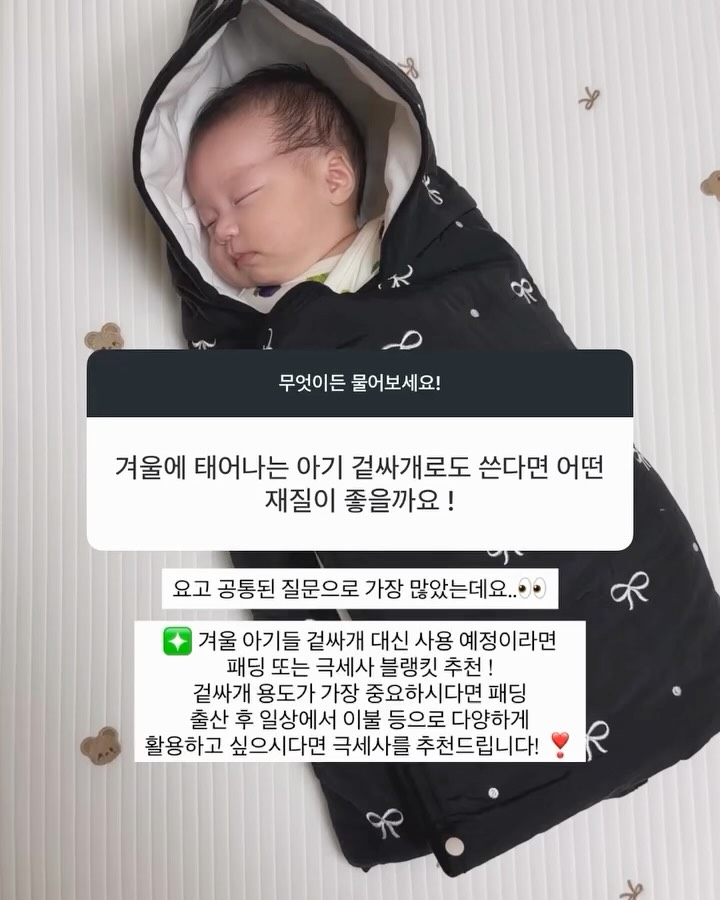 무엇이든 물어보세요!
겨울에 태어나는 아기 겉싸개로도 쓴다면 어떤
재질이 좋을까요 !
요고 공통된 질문으로 가장 많았는데요..👀
❇️ 겨울 아기들 겉싸개 대신 사용 예정이라면
패딩 또는 극세사 블랭킷 추천 !
겉싸개 용도가 가장 중요하시다면 패딩
출산 후 일상에서 이불 등으로 다양하게
활용하고 싶으시다면 극세사를 추천드립니다! ❣️